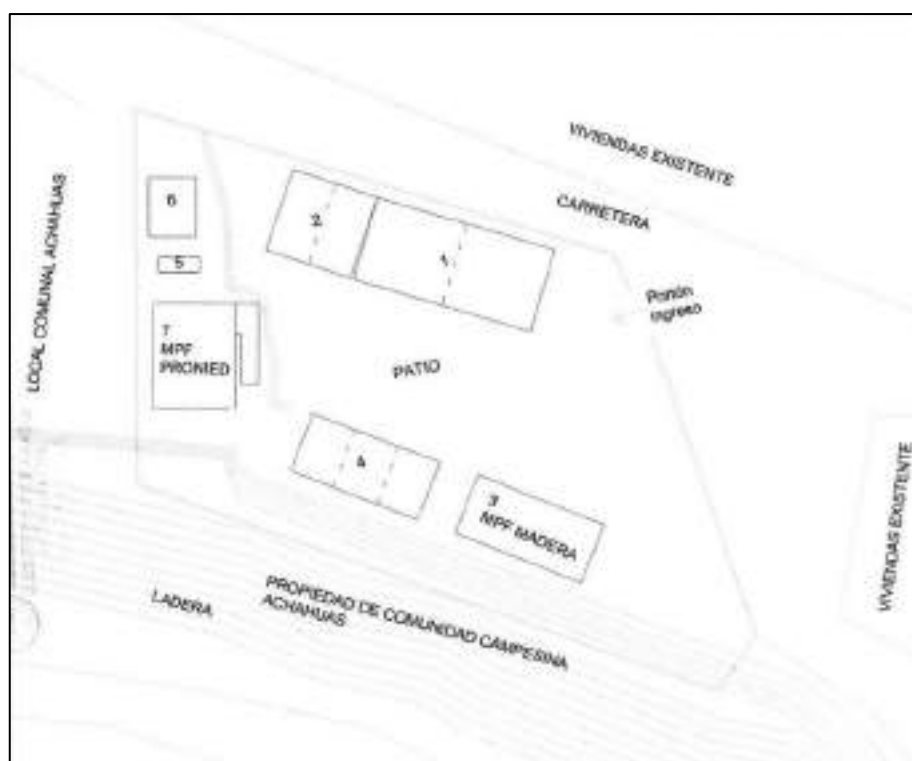 VIVIENDAS EXISTENTE
CARRETERA
LOCAL COMUNAL ACHAHUAS
6
2
1
5
Portón
Ingreso
7
MPF
PRONIED
PATIO
4
3
MPF MADERA
VIVIENDAS EXISTENTE
LADERA
PROPIEDAD DE COMUNIDAD CAMPESINA
ACHAHUAS